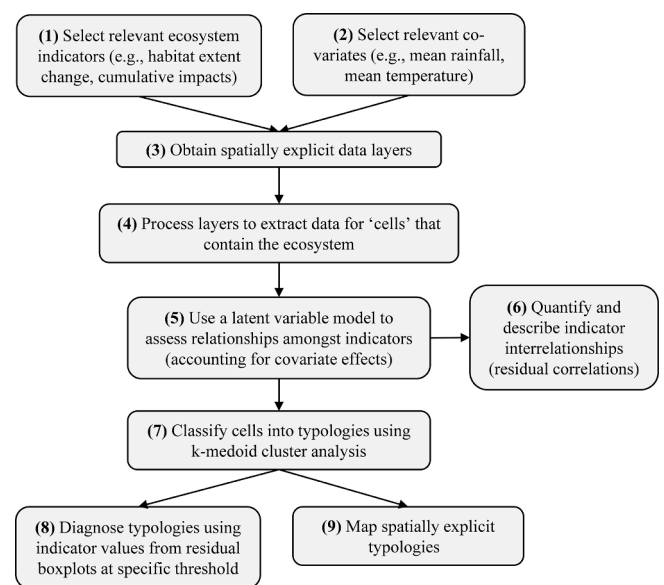 (1) Select relevant ecosystem
indicators (e.g., habitat extent
change, cumulative impacts)
(2) Select relevant co-
variates (e.g., mean rainfall,
mean temperature)
(3) Obtain spatially explicit data layers
(4) Process layers to extract data for ‘cells’ that
contain the ecosystem
(5) Use a latent variable model to
assess relationships amongst indicators
(accounting for covariate effects)
(6) Quantify and
describe indicator
interrelationships
(residual correlations)
(7) Classify cells into typologies using
k-medoid cluster analysis
(8) Diagnose typologies using
indicator values from residual
boxplots at specific threshold
(9) Map spatially explicit
typologies